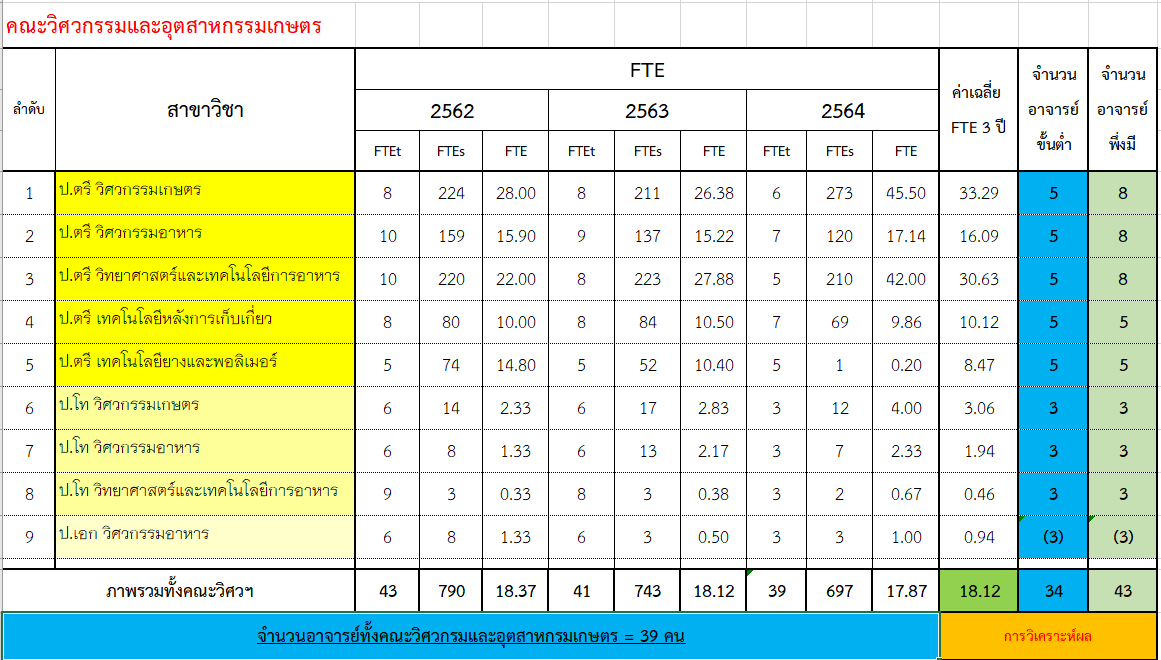 คณะวิศวกรรมและอุตสาหกรรมเกษตร
ลำดับ สาขาวิชา FTE ค่าเฉลี่ย FTE 3 ปี จำนวนอาจารย์ขั้นต่ำ จำนวนอาจารย์พึ่งมี
2562 2563 2564
FTEt FTEs FTE FTEt FTEs FTE FTEt FTEs FTE
1 ป.ตรี วิศวกรรมเกษตร 8 224 28.00 8 211 26.38 6 273 45.50 33.29 5 8
2 ป.ตรี วิศวกรรมอาหาร 10 159 15.90 9 137 15.22 7 120 17.14 16.09 5 8
3 ป.ตรี วิทยาศาสตร์และเทคโนโลยีการอาหาร 10 220 22.00 8 223 27.88 5 210 42.00 30.63 5 8
4 ป.ตรี เทคโนโลยีหลังการเก็บเกี่ยว 8 80 10.00 8 84 10.50 7 69 9.86 10.12 5 5
5 ป.ตรี เทคโนโลยียางและพอลิเมอร์ 5 74 14.80 5 52 10.40 5 1 0.20 8.47 5 5
6 ป.โท วิศวกรรมเกษตร 6 14 2.33 6 17 2.83 3 12 4.00 3.06 3 3
7 ป.โท วิศวกรรมอาหาร 6 8 1.33 6 13 2.17 3 7 2.33 1.94 3 3
8 ป.โท วิทยาศาสตร์และเทคโนโลยีการอาหาร 9 3 0.33 8 3 0.38 3 2 0.67 0.46 3 3
9 ป.เอก วิศวกรรมอาหาร 6 8 1.33 6 3 0.50 3 3 1.00 0.94 (3) (3)
ภาพรวมทั้งคณะวิศวฯ 43 790 18.37 41 743 18.12 39 697 17.87 18.12 34 43
จำนวนอาจารย์ทั้งคณะวิศวกรมและอุตสาหกรมเกษตร = 39 คน การวิเคราะห์ผล